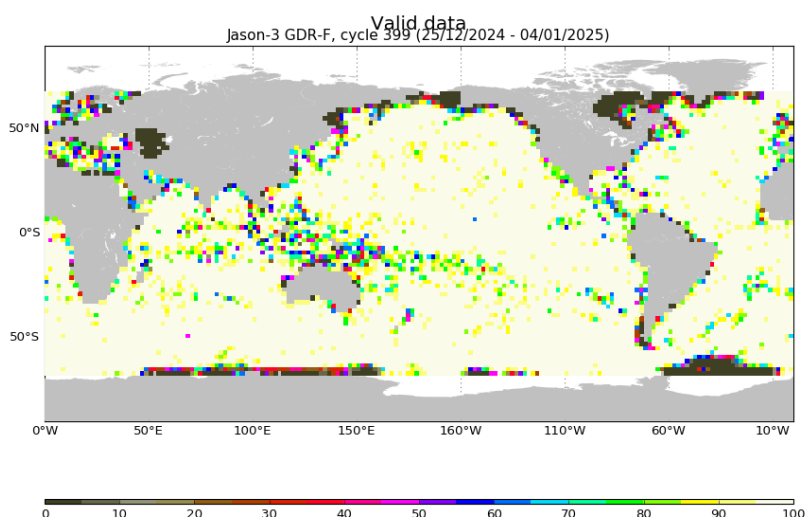 Valid data
Jason-3 GDR-F, cycle 399 (25/12/2024 - 04/01/2025)
50°N
0°S
50°S
0°W 50°E 100°E 150°E 160°W 110°W 60°W 10°W
0 10 20 30 40 50 60 70 80 90 100